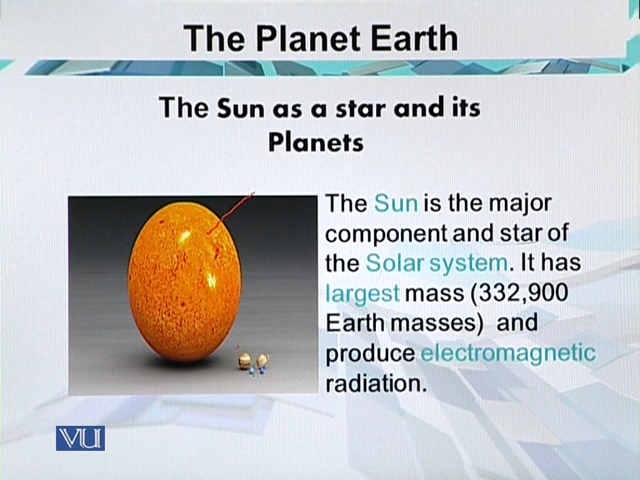 The Planet Earth
The Sun as a star and its
Planets
The Sun is the major
component and star of
the Solar system. It has
largest mass (332,900
Earth masses)  and
produce electromagnetic
radiation.
VU